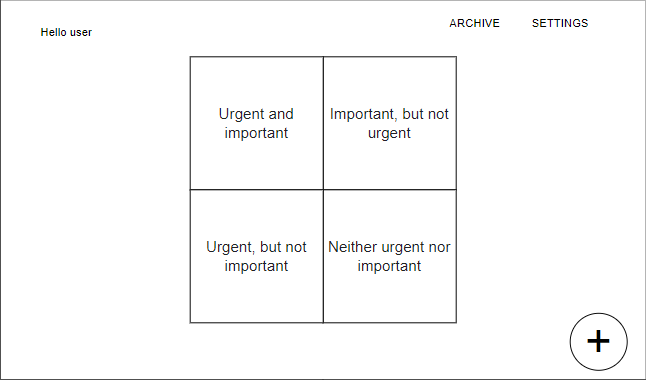 Hello user
ARCHIVE
SETTINGS
Urgent and
important
Important, but not
urgent
Urgent, but not
important
Neither urgent nor
important
+